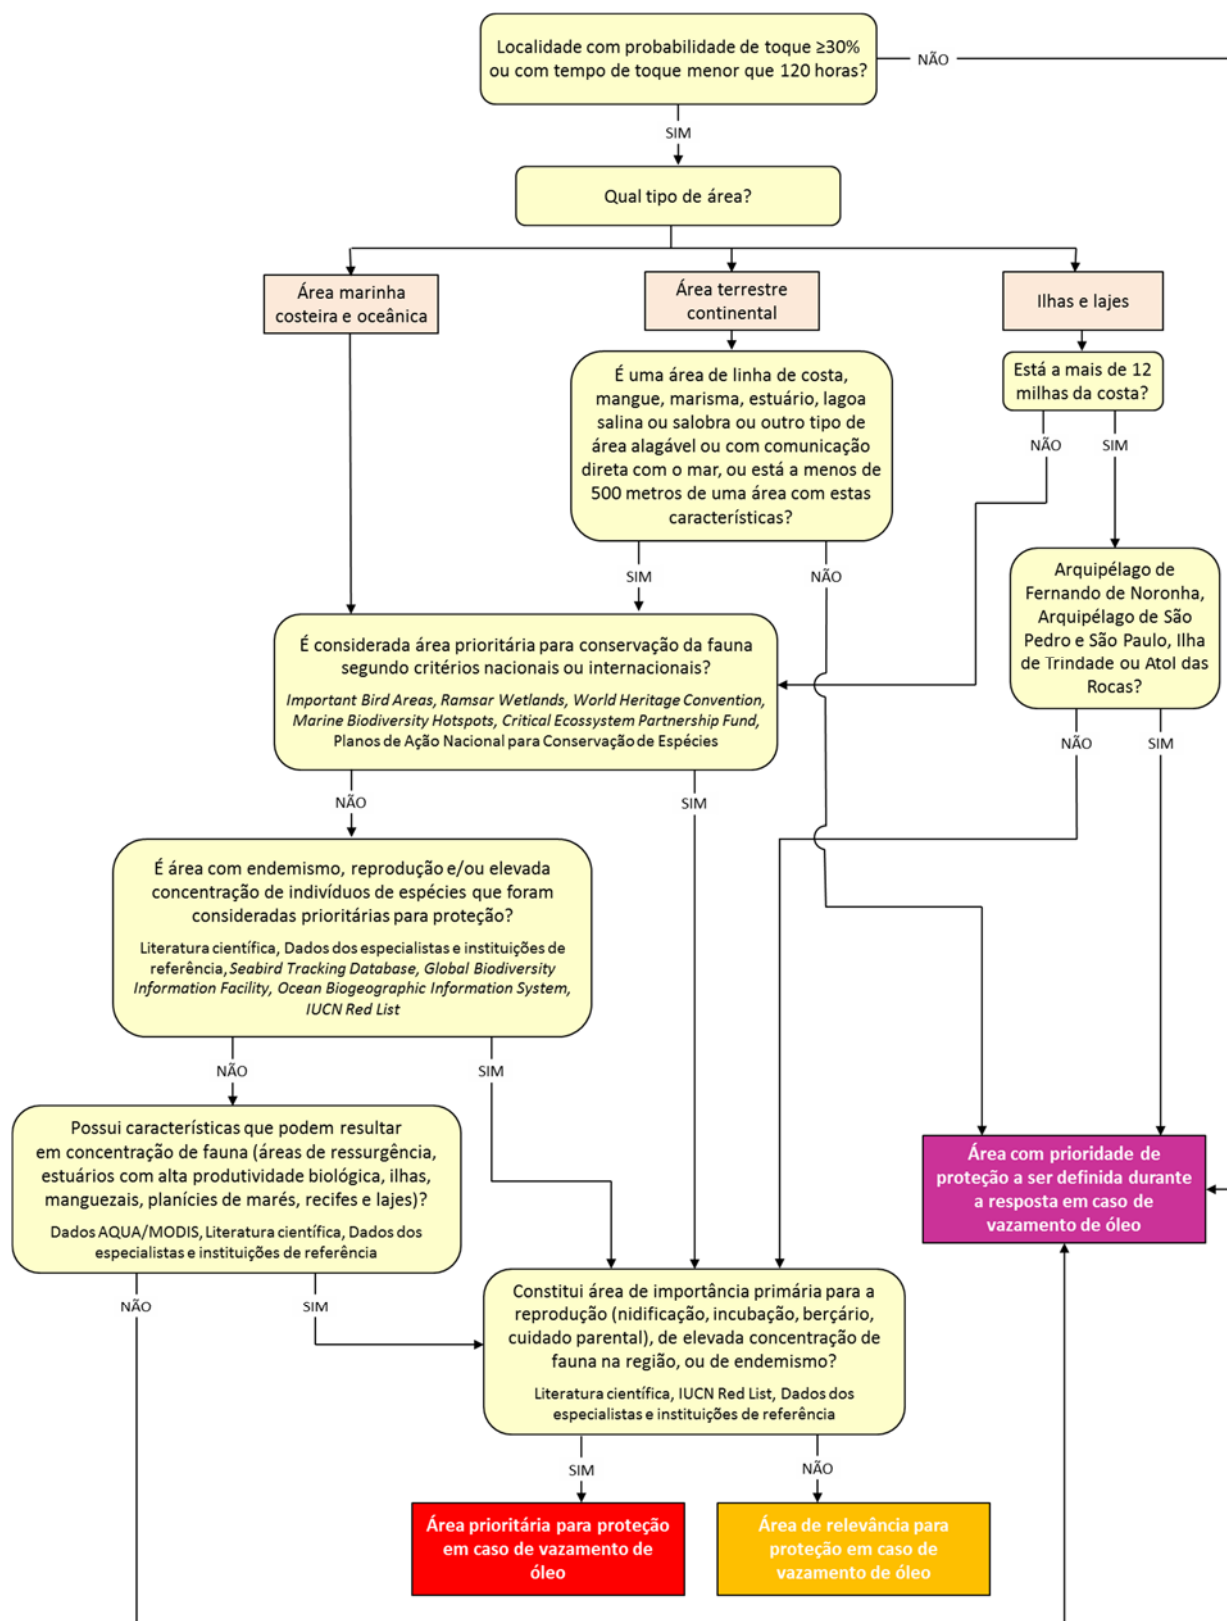 Localidade com probabilidade de toque ≥30%
ou com tempo de toque menor que 120 horas?
NÃO
SIM
Qual tipo de área?
Área marinha
costeira e oceânica
Área terrestre
continental
Ilhas e lajes
É uma área de linha de costa,
mangue, marisma, estuário, lagoa
salina ou salobra ou outro tipo de
área alagável ou com comunicação
direta com o mar, ou está a menos de
500 metros de uma área com estas
características?
Está a mais de 12
milhas da costa?
NÃO
SIM
SIM
NÃO
Arquipélago de
Fernando de Noronha,
Arquipélago de São
Pedro e São Paulo, Ilha
de Trindade ou Atol das
Rocas?
É considerada área prioritária para conservação da fauna
segundo critérios nacionais ou internacionais?
Important Bird Areas, Ramsar Wetlands, World Heritage Convention,
Marine Biodiversity Hotspots, Critical Ecosystem Partnership Fund,
Planos de Ação Nacional para Conservação de Espécies
NÃO
SIM
NÃO
SIM
É área com endemismo, reprodução e/ou elevada
concentração de indivíduos de espécies que foram
consideradas prioritárias para proteção?
Literatura científica, Dados dos especialistas e instituições de
referência, Seabird Tracking Database, Global Biodiversity
Information Facility, Ocean Biogeographic Information System,
IUCN Red List
NÃO
SIM
Possui características que podem resultar
em concentração de fauna (áreas de ressurgência,
estuários com alta produtividade biológica, ilhas,
manguezais, planícies de marés, recifes e lajes)?
Dados AQUA/MODIS, Literatura científica, Dados dos
especialistas e instituições de referência
Área com prioridade de
proteção a ser definida durante
a resposta em caso de
vazamento de óleo
NÃO
SIM
Constitui área de importância primária para a
reprodução (nidificação, incubação, berçário,
cuidado parental), de elevada concentração de
fauna na região, ou de endemismo?
Literatura científica, IUCN Red List, Dados dos
especialistas e instituições de referência
SIM
NÃO
Área prioritária para proteção
em caso de vazamento de
óleo
Área de relevância para
proteção em caso de
vazamento de óleo